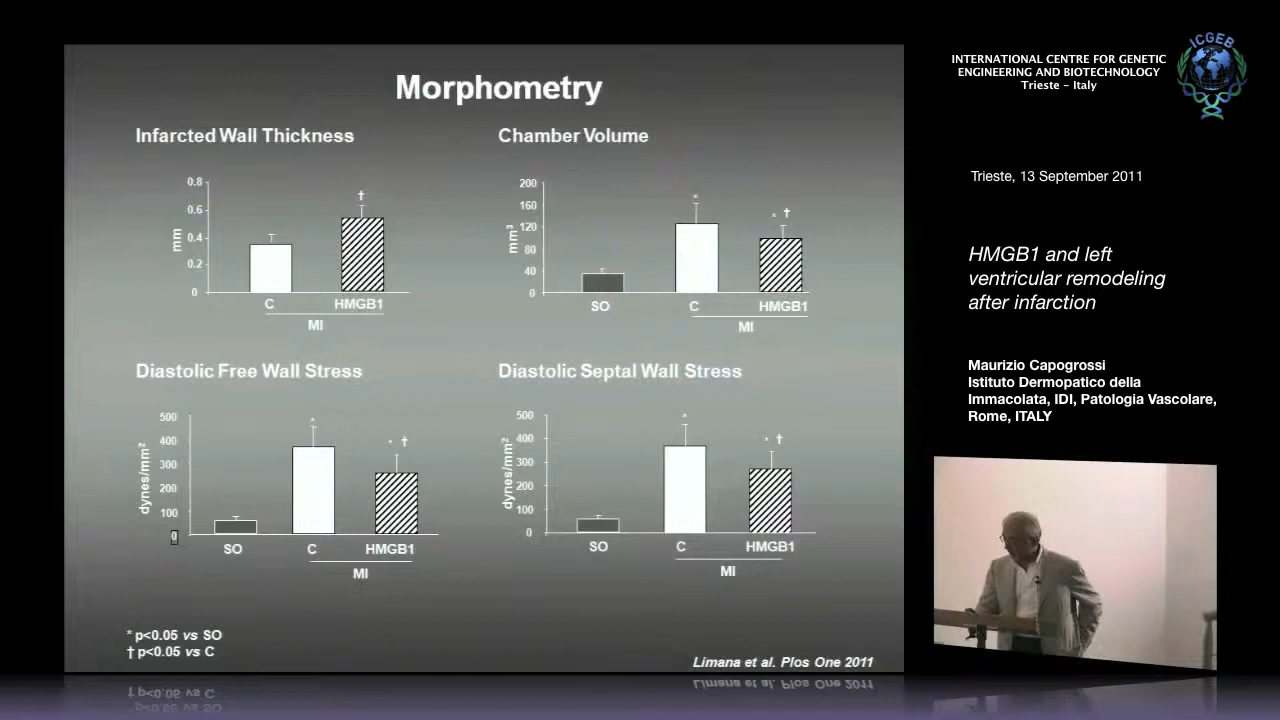 Morphometry
Infarcted Wall Thickness
0.8
0.6
0.4
0.2
0
mm
†
C
HMGB1
MI
Chamber Volume
200
160
120
80
40
0
mm³
*
* †
SO
C
HMGB1
MI
Diastolic Free Wall Stress
500
400
300
200
100
0
dynes/mm²
*
* †
SO
C
HMGB1
MI
Diastolic Septal Wall Stress
500
400
300
200
100
0
dynes/mm²
*
* †
SO
C
HMGB1
MI
* p<0.05 vs SO
† p<0.05 vs C
Limana et al. Plos One 2011
INTERNATIONAL CENTRE FOR GENETIC
ENGINEERING AND BIOTECHNOLOGY
Trieste – Italy
ICGEB
Trieste, 13 September 2011
HMGB1 and left
ventricular remodeling
after infarction
Maurizio Capogrossi
Istituto Dermopatico della
Immacolata, IDI, Patologia Vascolare,
Rome, ITALY